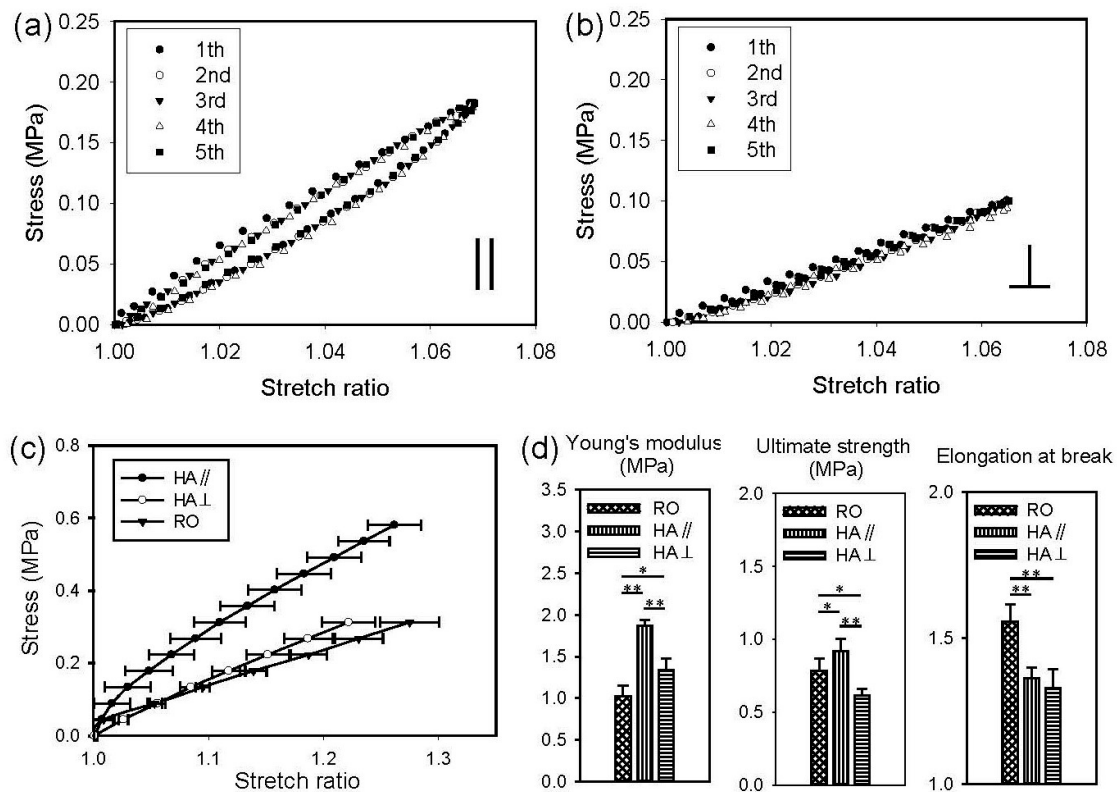 (a)
0.25
0.20
0.15
0.10
0.05
0.00
Stress (MPa)
1th
2nd
3rd
4th
5th
||
1.00 1.02 1.04 1.06 1.08
Stretch ratio
(b)
0.25
0.20
0.15
0.10
0.05
0.00
Stress (MPa)
1th
2nd
3rd
4th
5th
⊥
1.00 1.02 1.04 1.06 1.08
Stretch ratio
(c)
0.8
0.6
0.4
0.2
0.0
Stress (MPa)
HA//
HA⊥
RO
1.0 1.1 1.2 1.3
Stretch ratio
(d)
Young's modulus
(MPa)
3.5
3.0
2.5
2.0
1.5
1.0
0.5
0.0
RO
HA//
HA⊥
*
** **
Ultimate strength
(MPa)
2.0
1.5
1.0
0.5
0.0
RO
HA//
HA⊥
*
* **
Elongation at break
2.0
1.5
1.0
RO
HA//
HA⊥
**
**